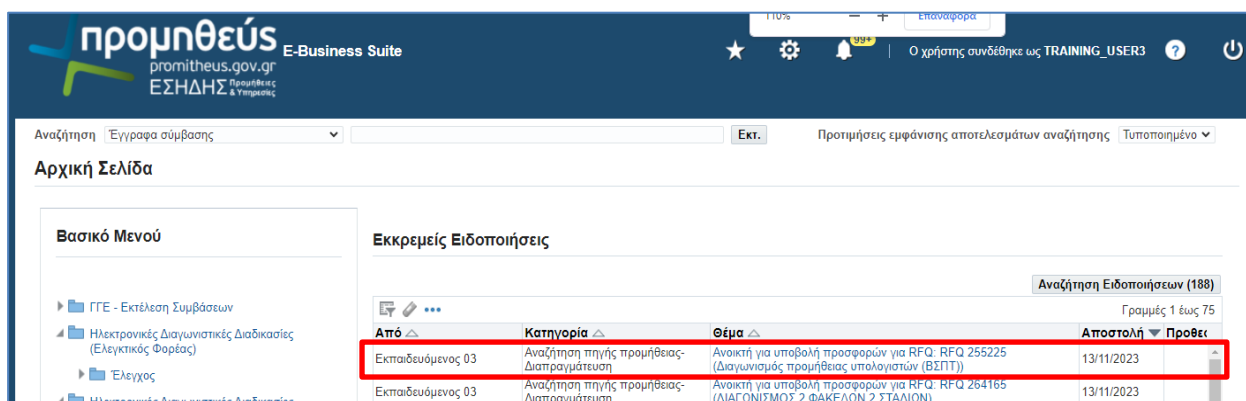 110% — + Επαναφορά
προμηθεύς E-Business Suite
promitheus.gov.gr
ΕΣΗΔΗΣ Προμήθειες & Υπηρεσίες
99+
Ο χρήστης συνδέθηκε ως TRAINING_USER3 ?
Αναζήτηση Έγγραφα σύμβασης Εκτ. Προτιμήσεις εμφάνισης αποτελεσμάτων αναζήτησης Τυποποιημένο
Αρχική Σελίδα
Βασικό Μενού
ΓΓΕ - Εκτέλεση Συμβάσεων
Ηλεκτρονικές Διαγωνιστικές Διαδικασίες
(Ελεγκτικός Φορέας)
Έλεγχος
Ηλεκτρονικές Διαγωνιστικές Διαδικασίες
Εκκρεμείς Ειδοποιήσεις
Αναζήτηση Ειδοποιήσεων (188)
Γραμμές 1 έως 75
Από Κατηγορία Θέμα Αποστολή Προθες
Εκπαιδευόμενος 03 Αναζήτηση πηγής προμήθειας- Ανοικτή για υποβολή προσφορών για RFQ: RFQ 255225 13/11/2023
Διαπραγμάτευση (Διαγωνισμός προμήθειας υπολογιστών (ΒΣΠΤ))
Εκπαιδευόμενος 03 Αναζήτηση πηγής προμήθειας- Ανοικτή για υποβολή προσφορών για RFQ: RFQ 264165 13/11/2023
Διαπραγμάτευση (ΔΙΑΓΩΝΙΣΜΟΣ 2 ΦΑΚΕΛΩΝ 2 ΣΤΑΔΙΩΝ)